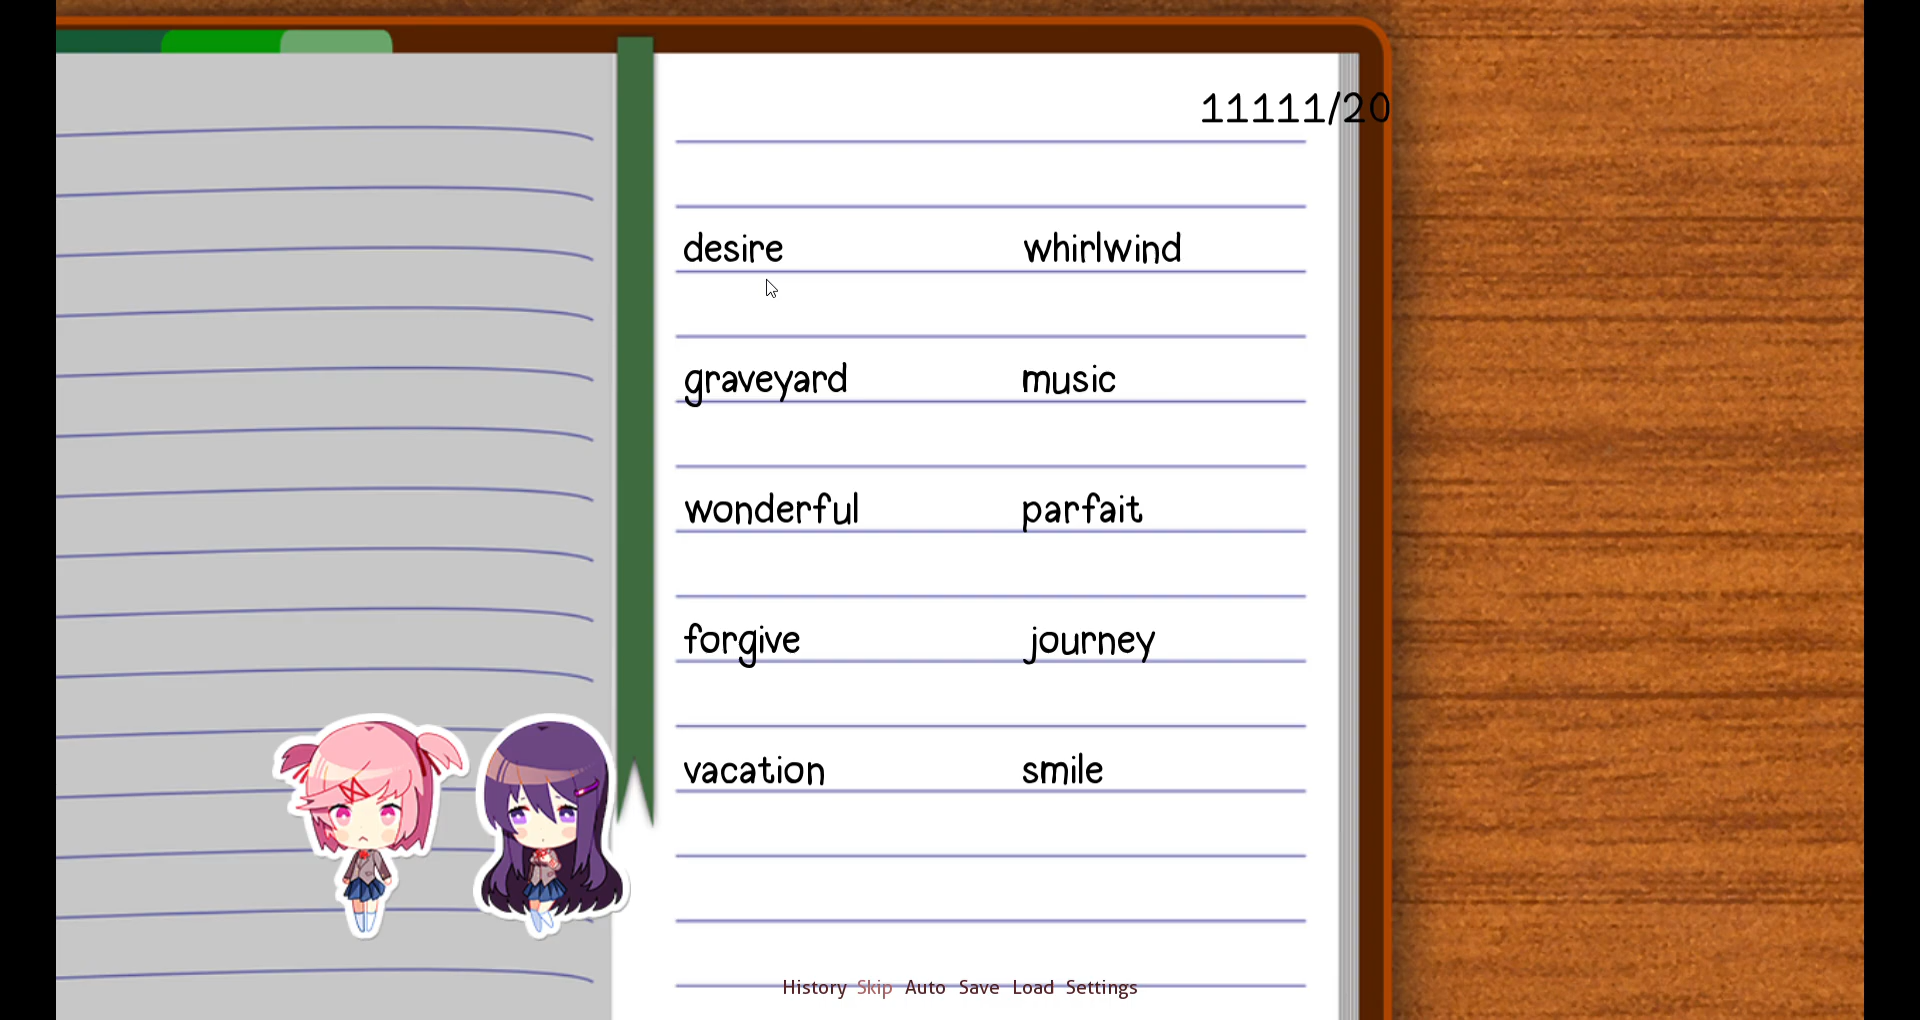 11111/20
desire whirlwind
graveyard music
wonderful parfait
forgive journey
vacation smile
History Skip Auto Save Load Settings